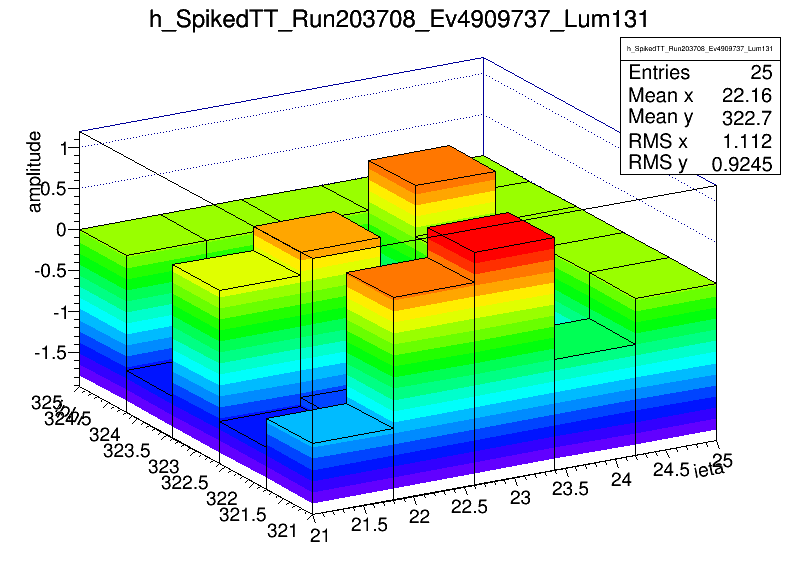 h_SpikedTT_Run203708_Ev4909737_Lum131
h_SpikedTT_Run203708_Ev4909737_Lum131
Entries 25
Mean x 22.16
Mean y 322.7
RMS x 1.112
RMS y 0.9245
amplitude
1
0.5
0
-0.5
-1
-1.5
325
324.5
324
323.5
323
322.5
322
321.5
321
21
21.5
22
22.5
23
23.5
24
24.5
25
ieta